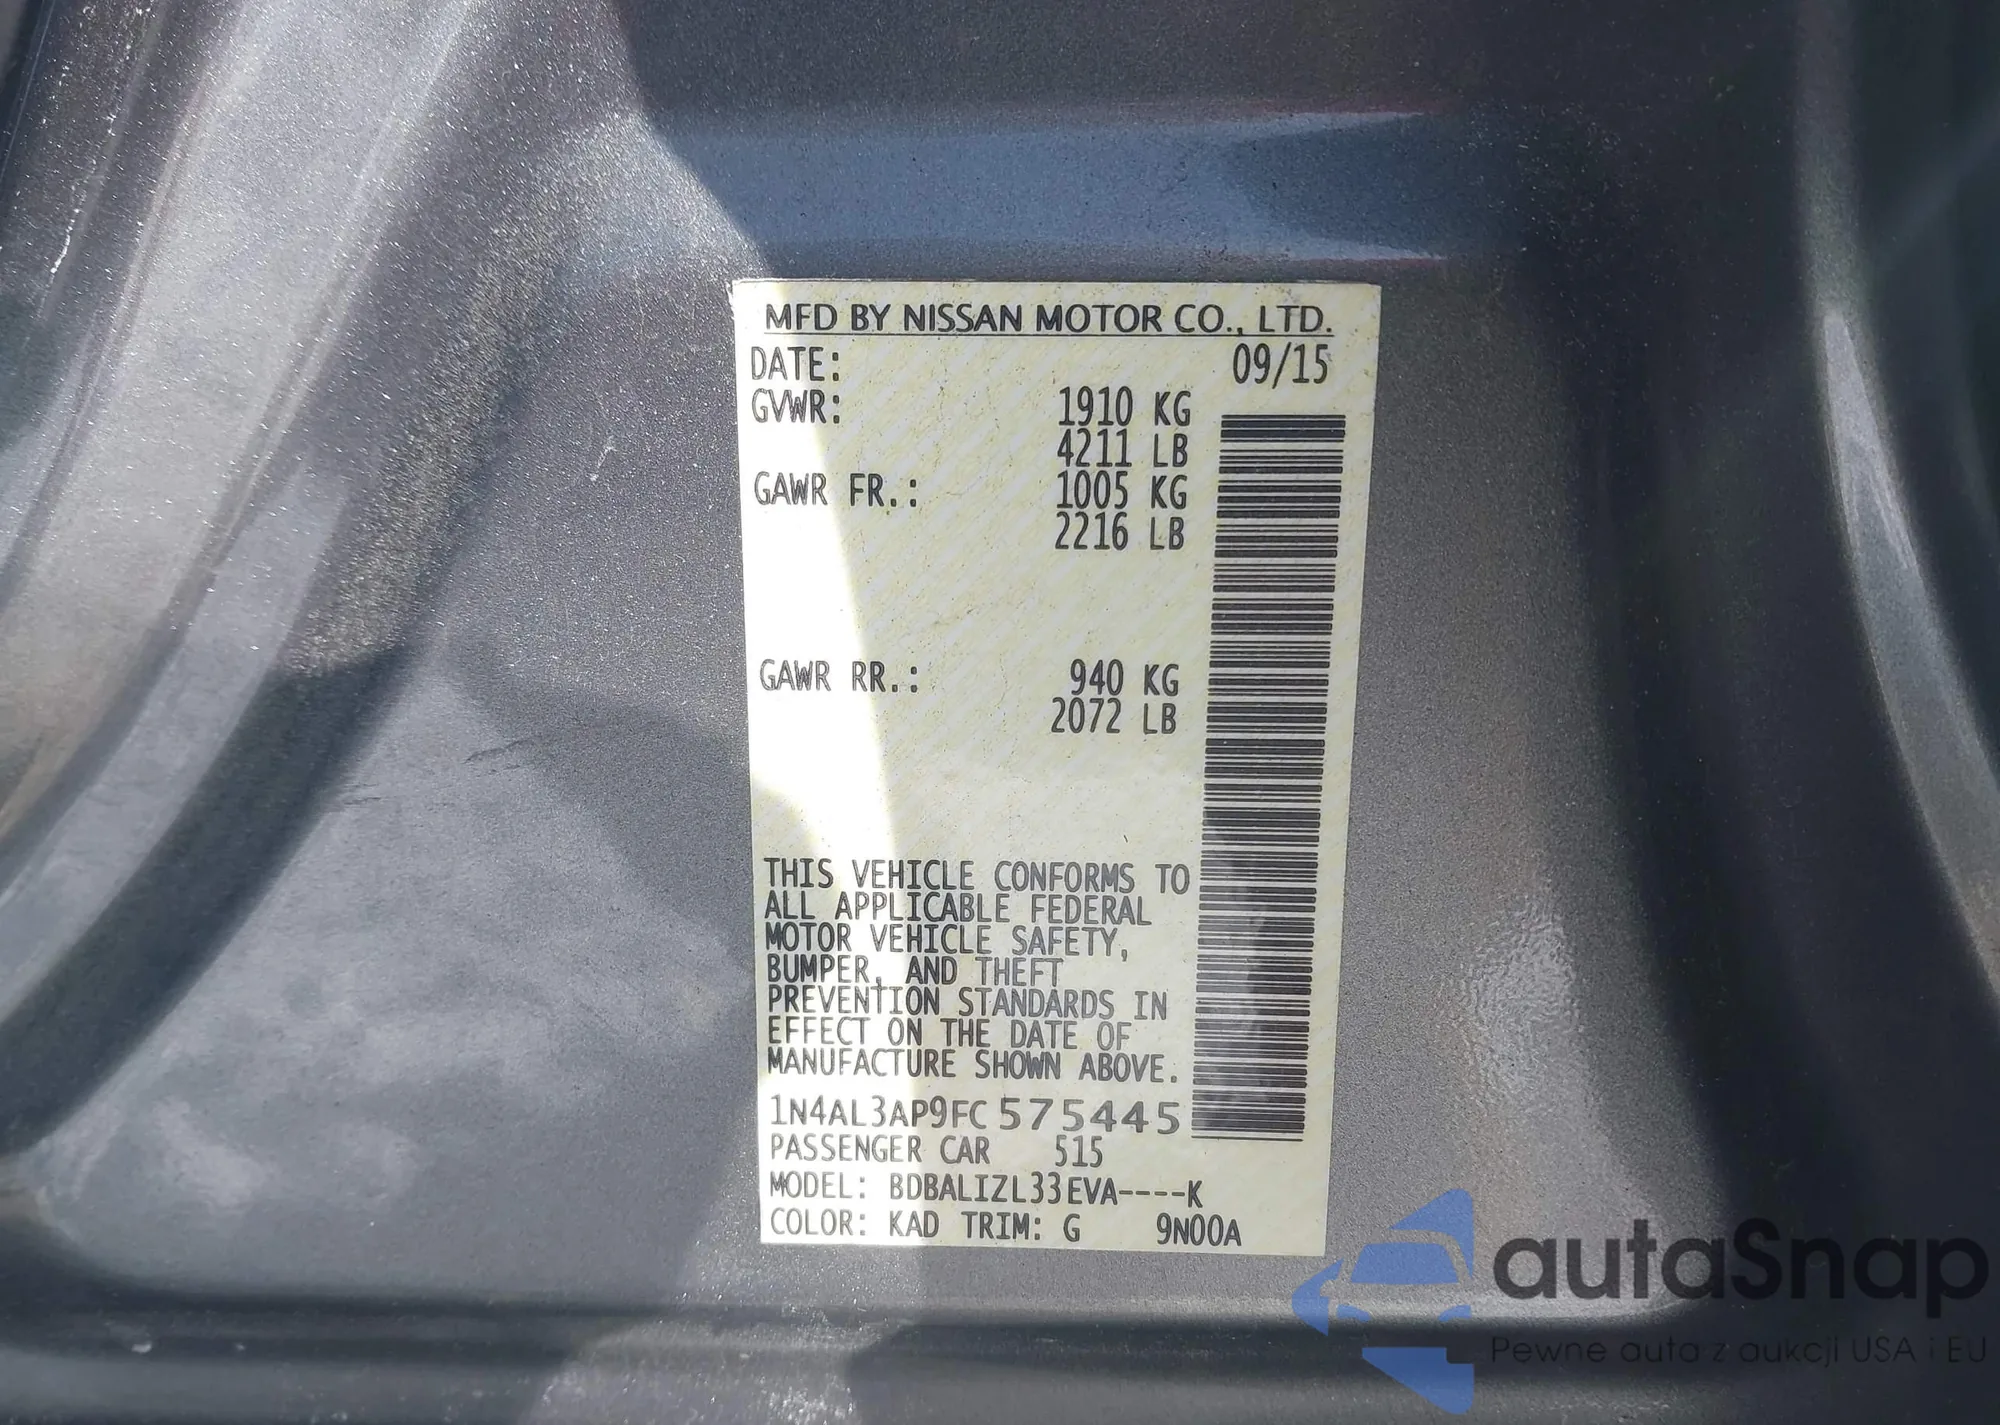 MFD BY NISSAN MOTOR CO., LTD.
DATE: 09/15
GVWR: 1910 KG
4211 LB
GAWR FR.: 1005 KG
2216 LB
GAWR RR.: 940 KG
2072 LB
THIS VEHICLE CONFORMS TO
ALL APPLICABLE FEDERAL
MOTOR VEHICLE SAFETY,
BUMPER, AND THEFT
PREVENTION STANDARDS IN
EFFECT ON THE DATE OF
MANUFACTURE SHOWN ABOVE.
1N4AL3AP9FC575445
PASSENGER CAR 515
MODEL: BDBALIZL33EVA----K
COLOR: KAD TRIM: G 9N00A
autaSnap
Pewne auta z aukcji USA i EU